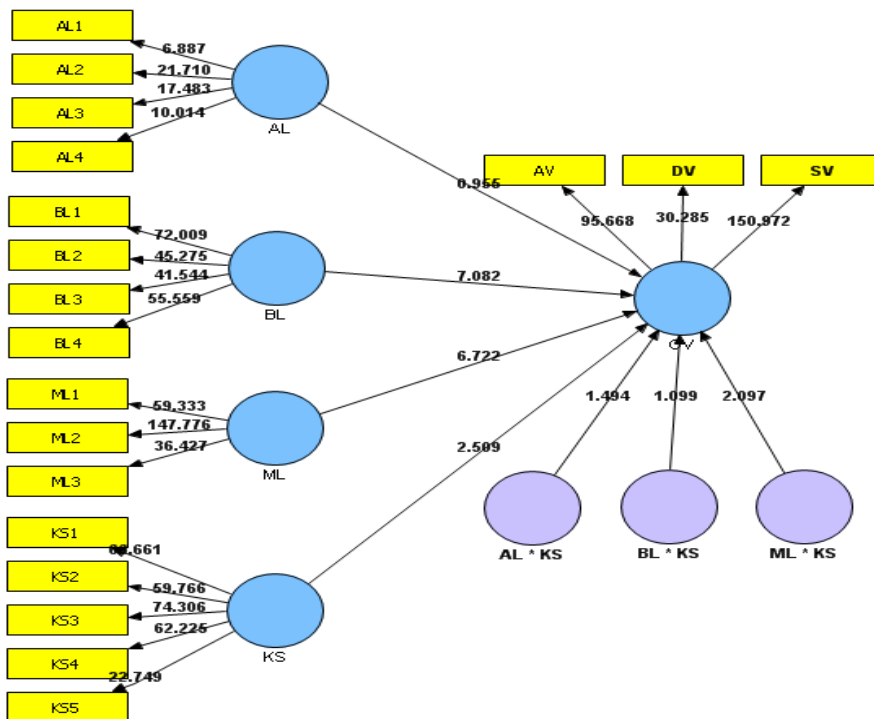 AL1
6.887
AL2
21.710
AL3
17.483
AL4
10.014
AL
0.955
AV
DV
SV
95.668
30.285
150.972
BL1
72.009
BL2
45.275
BL3
41.544
BL4
55.559
BL
7.082
ML1
59.333
ML2
147.776
ML3
36.427
ML
6.722
1.494
1.099
2.097
2.509
KS1
KS2
59.766
KS3
74.306
KS4
62.225
KS5
22.749
KS
AL * KS
BL * KS
ML * KS